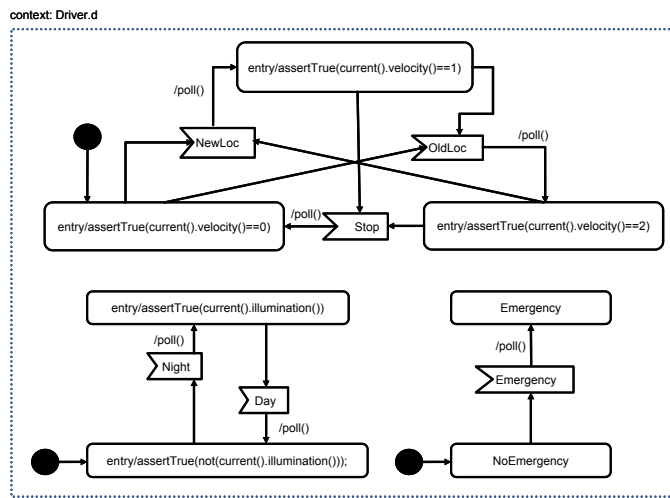 context: Driver.d
entry/assertTrue(current().velocity()==1)
/poll()
NewLoc
OldLoc
/poll()
entry/assertTrue(current().velocity()==0)
/poll()
Stop
entry/assertTrue(current().velocity()==2)
entry/assertTrue(current().illumination())
/poll()
Night
Day
/poll()
entry/assertTrue(not(current().illumination()));
Emergency
/poll()
Emergency
NoEmergency